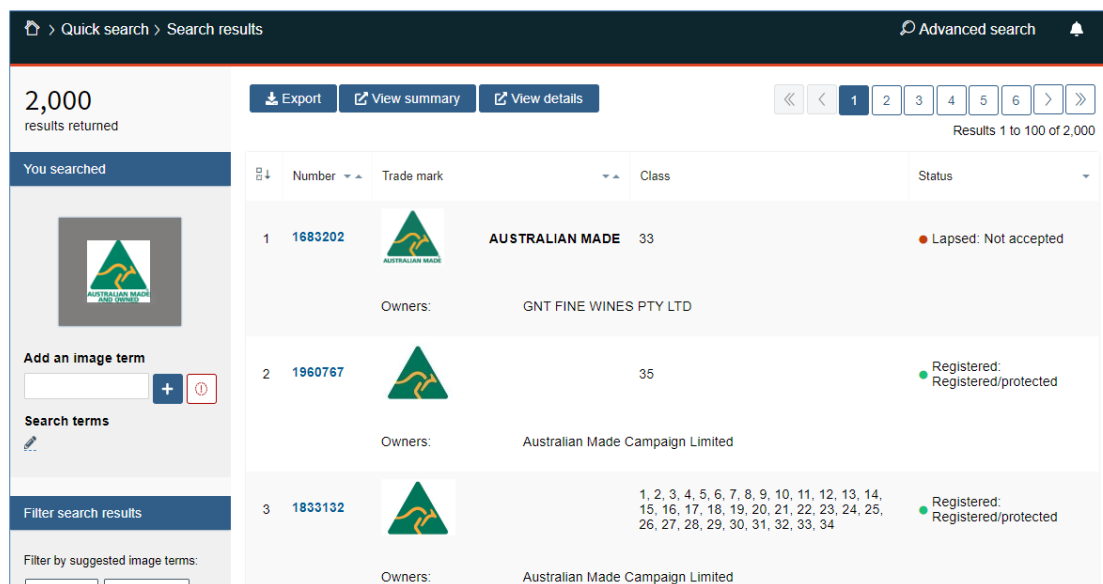 > Quick search > Search results
Advanced search
2,000
results returned
Export
View summary
View details
1 2 3 4 5 6
Results 1 to 100 of 2,000
You searched
AUSTRALIAN MADE
AND OWNED
Add an image term
+
Search terms
Filter search results
Filter by suggested image terms:
Number Trade mark Class Status
1 1683202 AUSTRALIAN MADE AUSTRALIAN MADE 33 Lapsed: Not accepted
Owners: GNT FINE WINES PTY LTD
2 1960767 35 Registered:
Registered/protected
Owners: Australian Made Campaign Limited
3 1833132 1, 2, 3, 4, 5, 6, 7, 8, 9, 10, 11, 12, 13, 14,
15, 16, 17, 18, 19, 20, 21, 22, 23, 24, 25,
26, 27, 28, 29, 30, 31, 32, 33, 34
Registered:
Registered/protected
Owners: Australian Made Campaign Limited